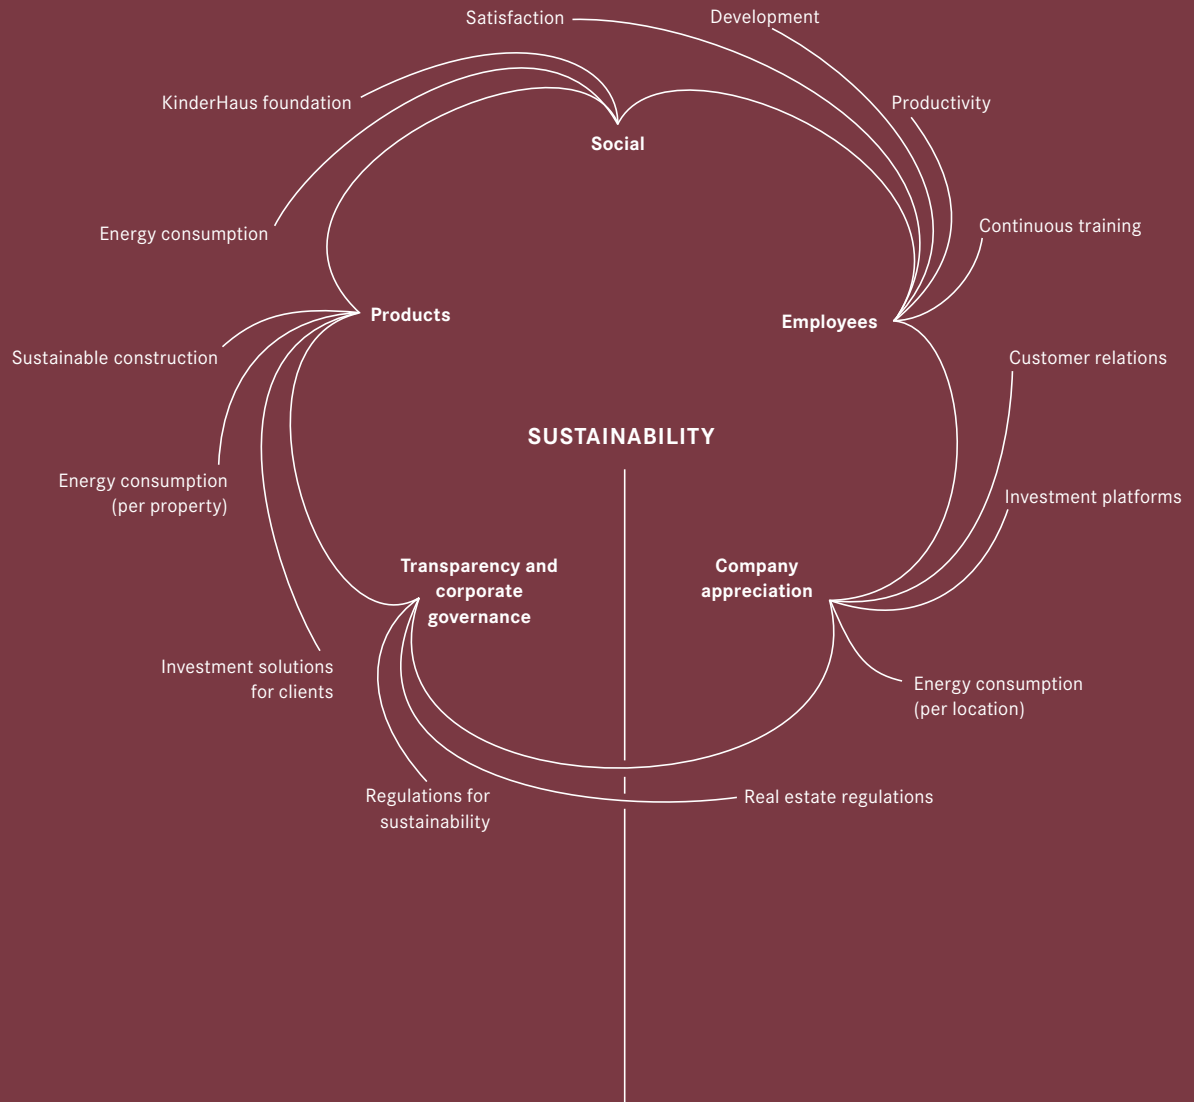 Satisfaction
Development
KinderHaus foundation
Productivity
Social
Energy consumption
Continuous training
Products
Employees
Sustainable construction
Customer relations
SUSTAINABILITY
Energy consumption
(per property)
Investment platforms
Transparency and
corporate
governance
Company
appreciation
Investment solutions
for clients
Energy consumption
(per location)
Regulations for
sustainability
Real estate regulations